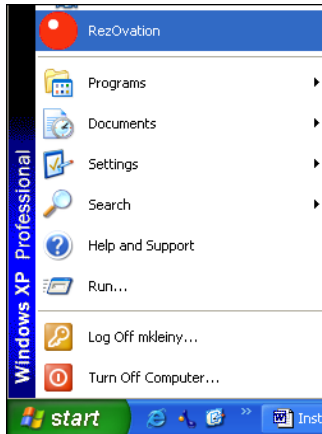 RezOvation
Programs
Documents
Settings
Search
Help and Support
Run...
Log Off mkleiny...
Turn Off Computer...
Windows XP Professional
start
Inst